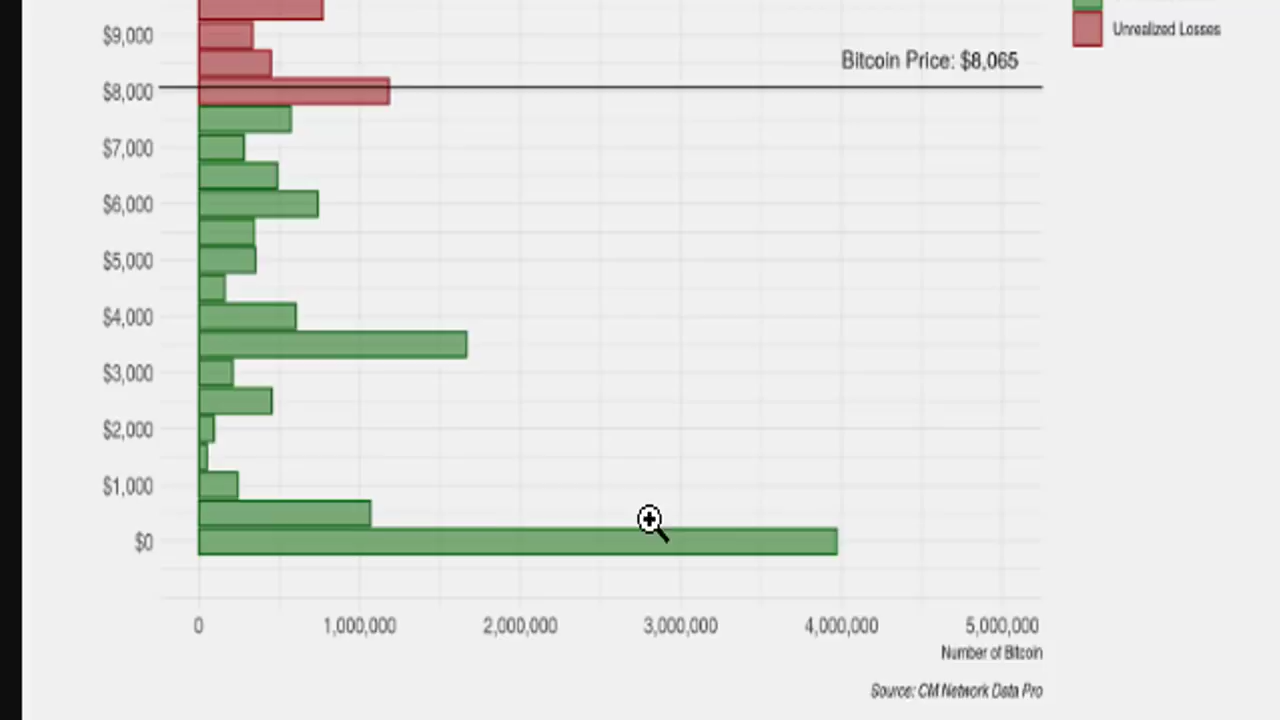 Unrealized Losses
$9,000
Bitcoin Price: $8,065
$8,000
$7,000
$6,000
$5,000
$4,000
$3,000
$2,000
$1,000
$0
0 1,000,000 2,000,000 3,000,000 4,000,000 5,000,000
Number of Bitcoin
Source: CM Network Data Pro